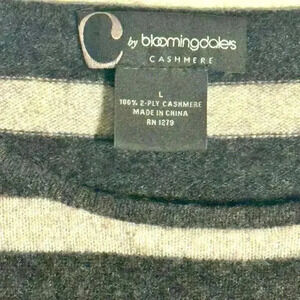 C by bloomingdale's
CASHMERE
L
100% 2-PLY CASHMERE
MADE IN CHINA
RN 1279